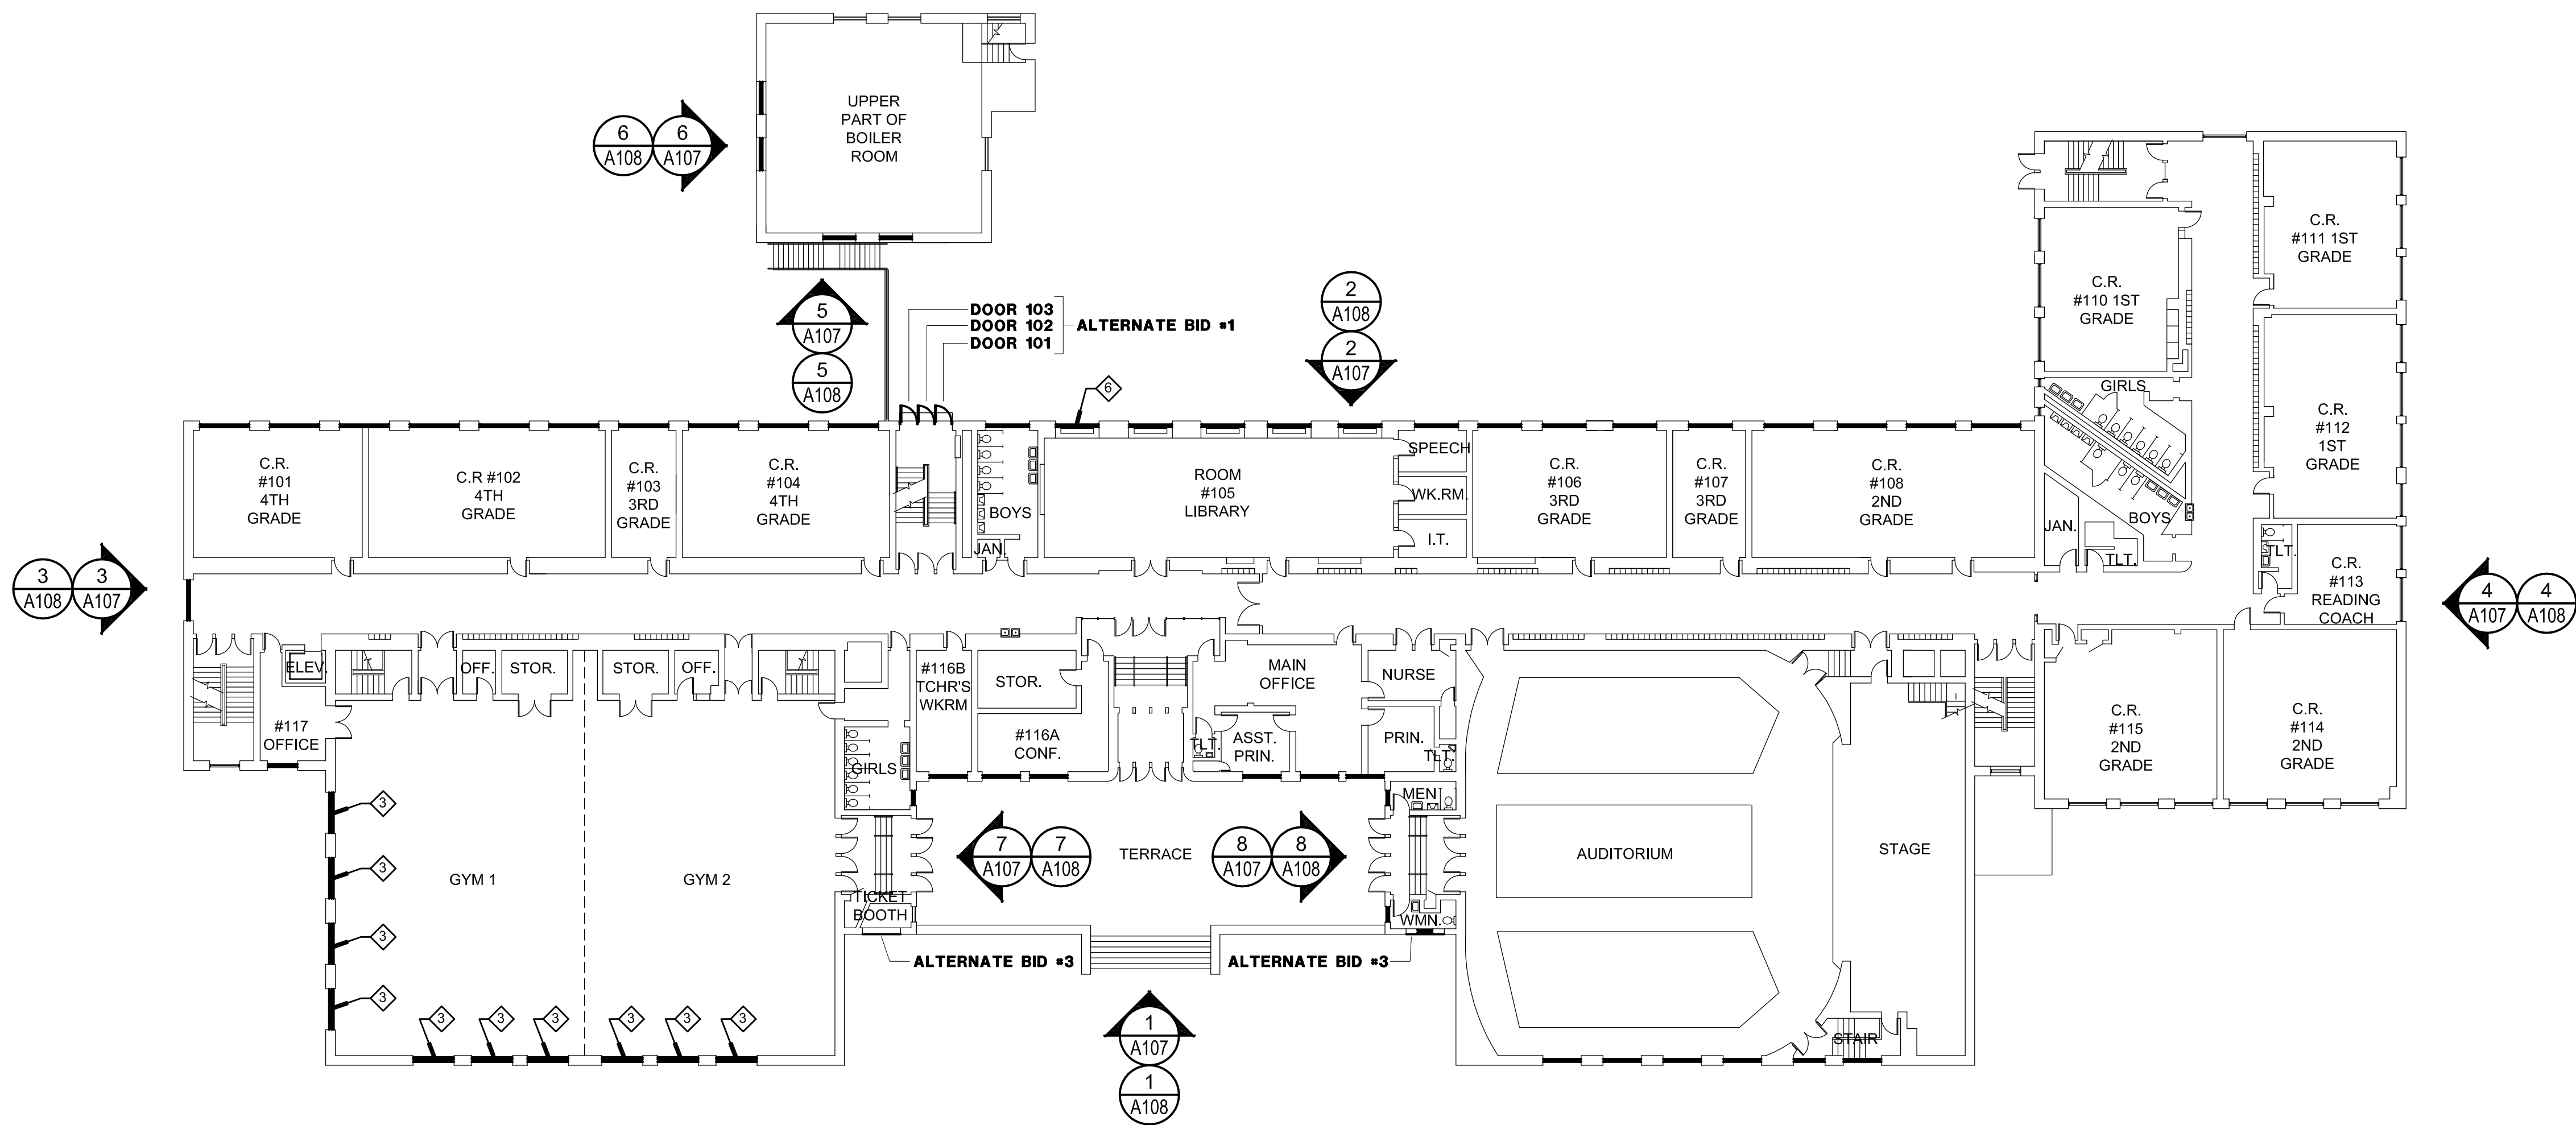 UPPER
PART OF
BOILER
ROOM
6
A108
6
A107
5
A107
5
A108
DOOR 103
DOOR 102
DOOR 101
ALTERNATE BID #1
2
A108
2
A107
6
C.R.
#111 1ST
GRADE
C.R.
#110 1ST
GRADE
GIRLS
C.R.
#112
1ST
GRADE
BOYS
JAN.
TLT.
TLT.
C.R.
#113
READING
COACH
C.R.
#101
4TH
GRADE
C.R #102
4TH
GRADE
C.R.
#103
3RD
GRADE
C.R.
#104
4TH
GRADE
BOYS
JAN.
ROOM
#105
LIBRARY
SPEECH
WK.RM.
I.T.
C.R.
#106
3RD
GRADE
C.R.
#107
3RD
GRADE
C.R.
#108
2ND
GRADE
3
A108
3
A107
4
A107
4
A108
ELEV.
#117
OFFICE
OFF.
STOR.
STOR.
OFF.
#116B
TCHR'S
WKRM
STOR.
#116A
CONF.
MAIN
OFFICE
NURSE
TLT.
ASST.
PRIN.
PRIN.
TLT.
C.R.
#115
2ND
GRADE
C.R.
#114
2ND
GRADE
GIRLS
MEN
3
3
3
3
GYM 1
GYM 2
7
A107
7
A108
TERRACE
8
A107
8
A108
AUDITORIUM
STAGE
TICKET
BOOTH
WMN.
ALTERNATE BID #3
ALTERNATE BID #3
3
3
3
3
3
3
1
A107
1
A108
STAIR